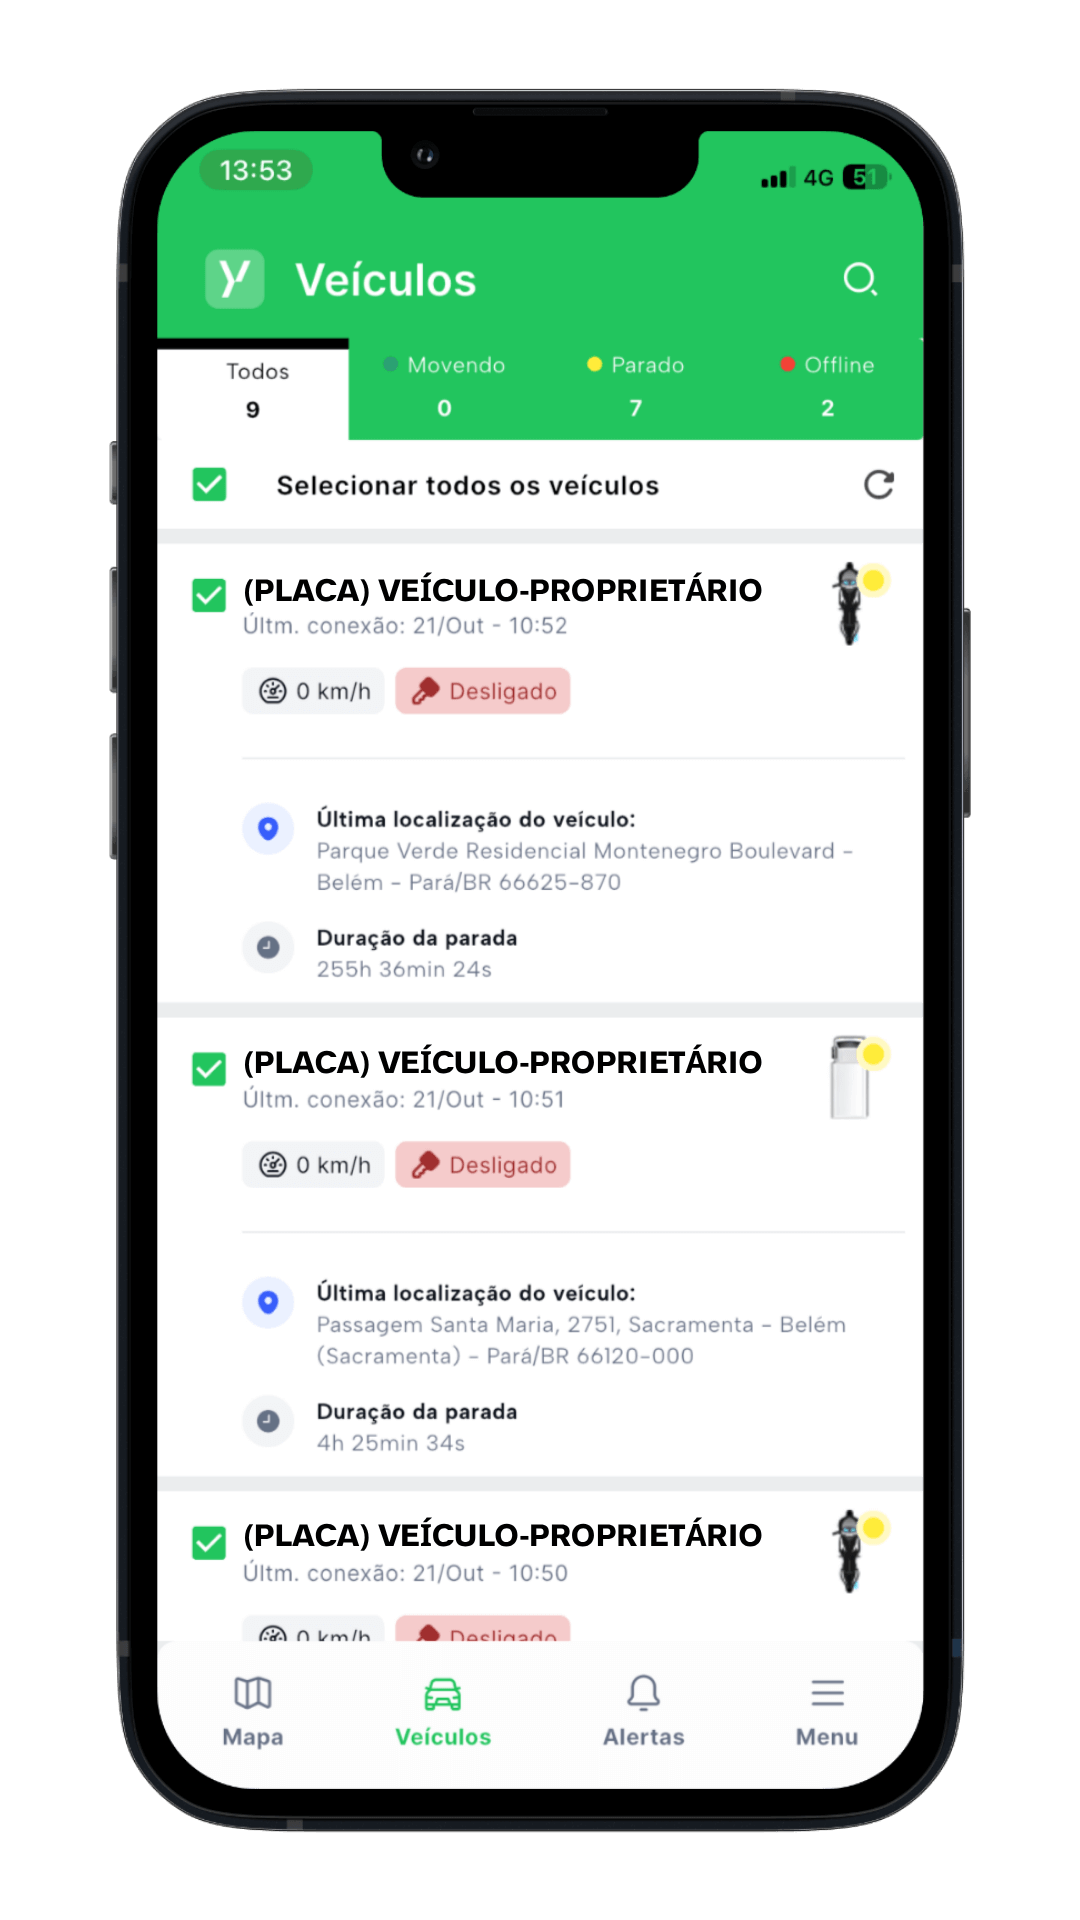 13:53
4G 51
y Veículos
Todos
9
Movendo
0
Parado
7
Offline
2
Selecionar todos os veículos
(PLACA) VEÍCULO-PROPRIETÁRIO
Últm. conexão: 21/Out - 10:52
0 km/h Desligado
Última localização do veículo:
Parque Verde Residencial Montenegro Boulevard -
Belém - Pará/BR 66625-870
Duração da parada
255h 36min 24s
(PLACA) VEÍCULO-PROPRIETÁRIO
Últm. conexão: 21/Out - 10:51
0 km/h Desligado
Última localização do veículo:
Passagem Santa Maria, 2751, Sacramenta - Belém
(Sacramenta) - Pará/BR 66120-000
Duração da parada
4h 25min 34s
(PLACA) VEÍCULO-PROPRIETÁRIO
Últm. conexão: 21/Out - 10:50
0 km/h Desligado
Mapa Veículos Alertas Menu